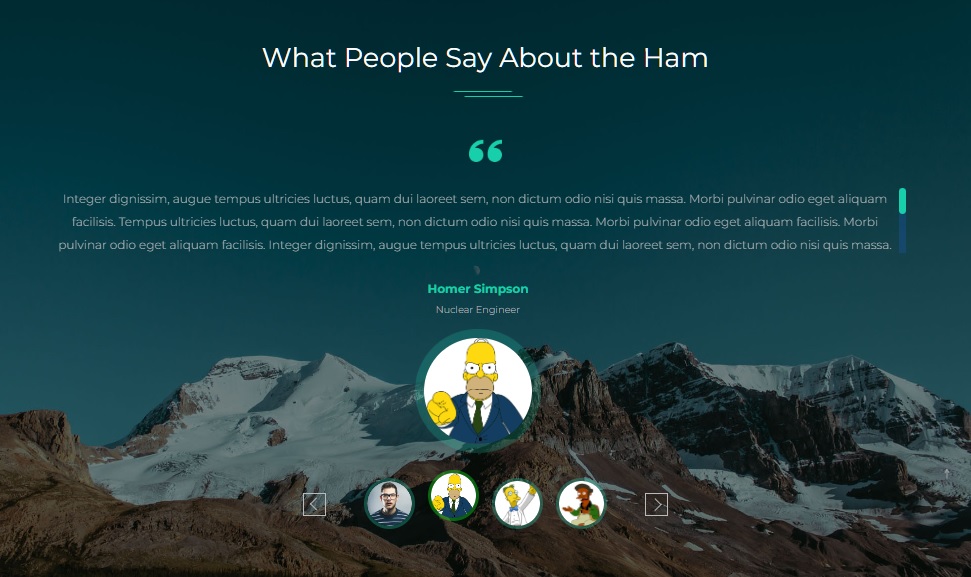 What People Say About the Ham
“
Integer dignissim, augue tempus ultricies luctus, quam dui laoreet sem, non dictum odio nisi quis massa. Morbi pulvinar odio eget aliquam
facilisis. Tempus ultricies luctus, quam dui laoreet sem, non dictum odio nisi quis massa. Morbi pulvinar odio eget aliquam facilisis. Morbi
pulvinar odio eget aliquam facilisis. Integer dignissim, augue tempus ultricies luctus, quam dui laoreet sem, non dictum odio nisi quis massa.
Homer Simpson
Nuclear Engineer